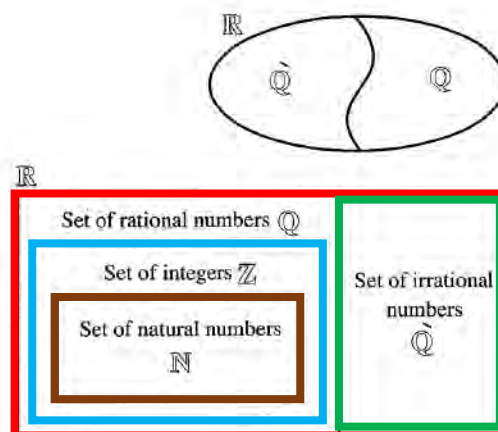 ℝ
ℚ̀ ℚ
ℝ
Set of rational numbers ℚ
Set of integers ℤ
Set of natural numbers
ℕ
Set of irrational
numbers
ℚ̀